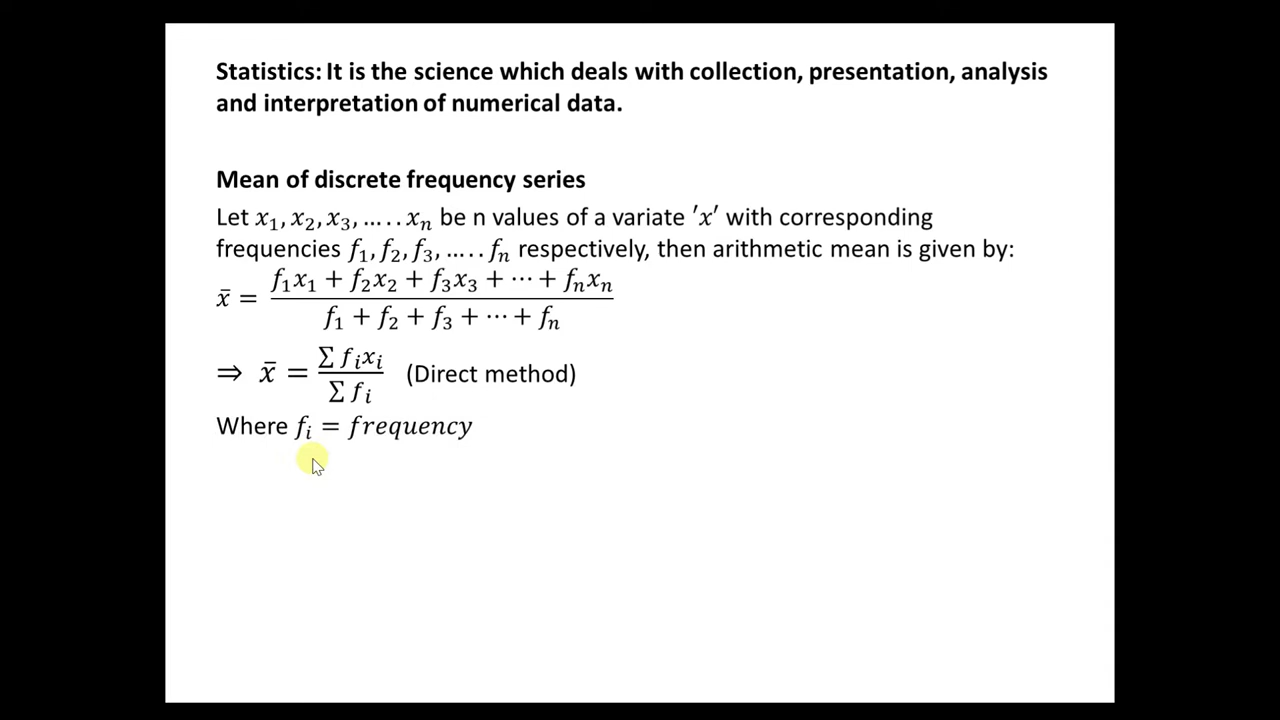 Statistics: It is the science which deals with collection, presentation, analysis
and interpretation of numerical data.
Mean of discrete frequency series
Let x₁, x₂, x₃, ….. xₙ be n values of a variate ′x′ with corresponding
frequencies f₁, f₂, f₃, ….. fₙ respectively, then arithmetic mean is given by:
x̄ = (f₁x₁ + f₂x₂ + f₃x₃ + ⋯ + fₙxₙ) / (f₁ + f₂ + f₃ + ⋯ + fₙ)
⇒ x̄ = ∑ fᵢxᵢ / ∑ fᵢ (Direct method)
Where fᵢ = frequency